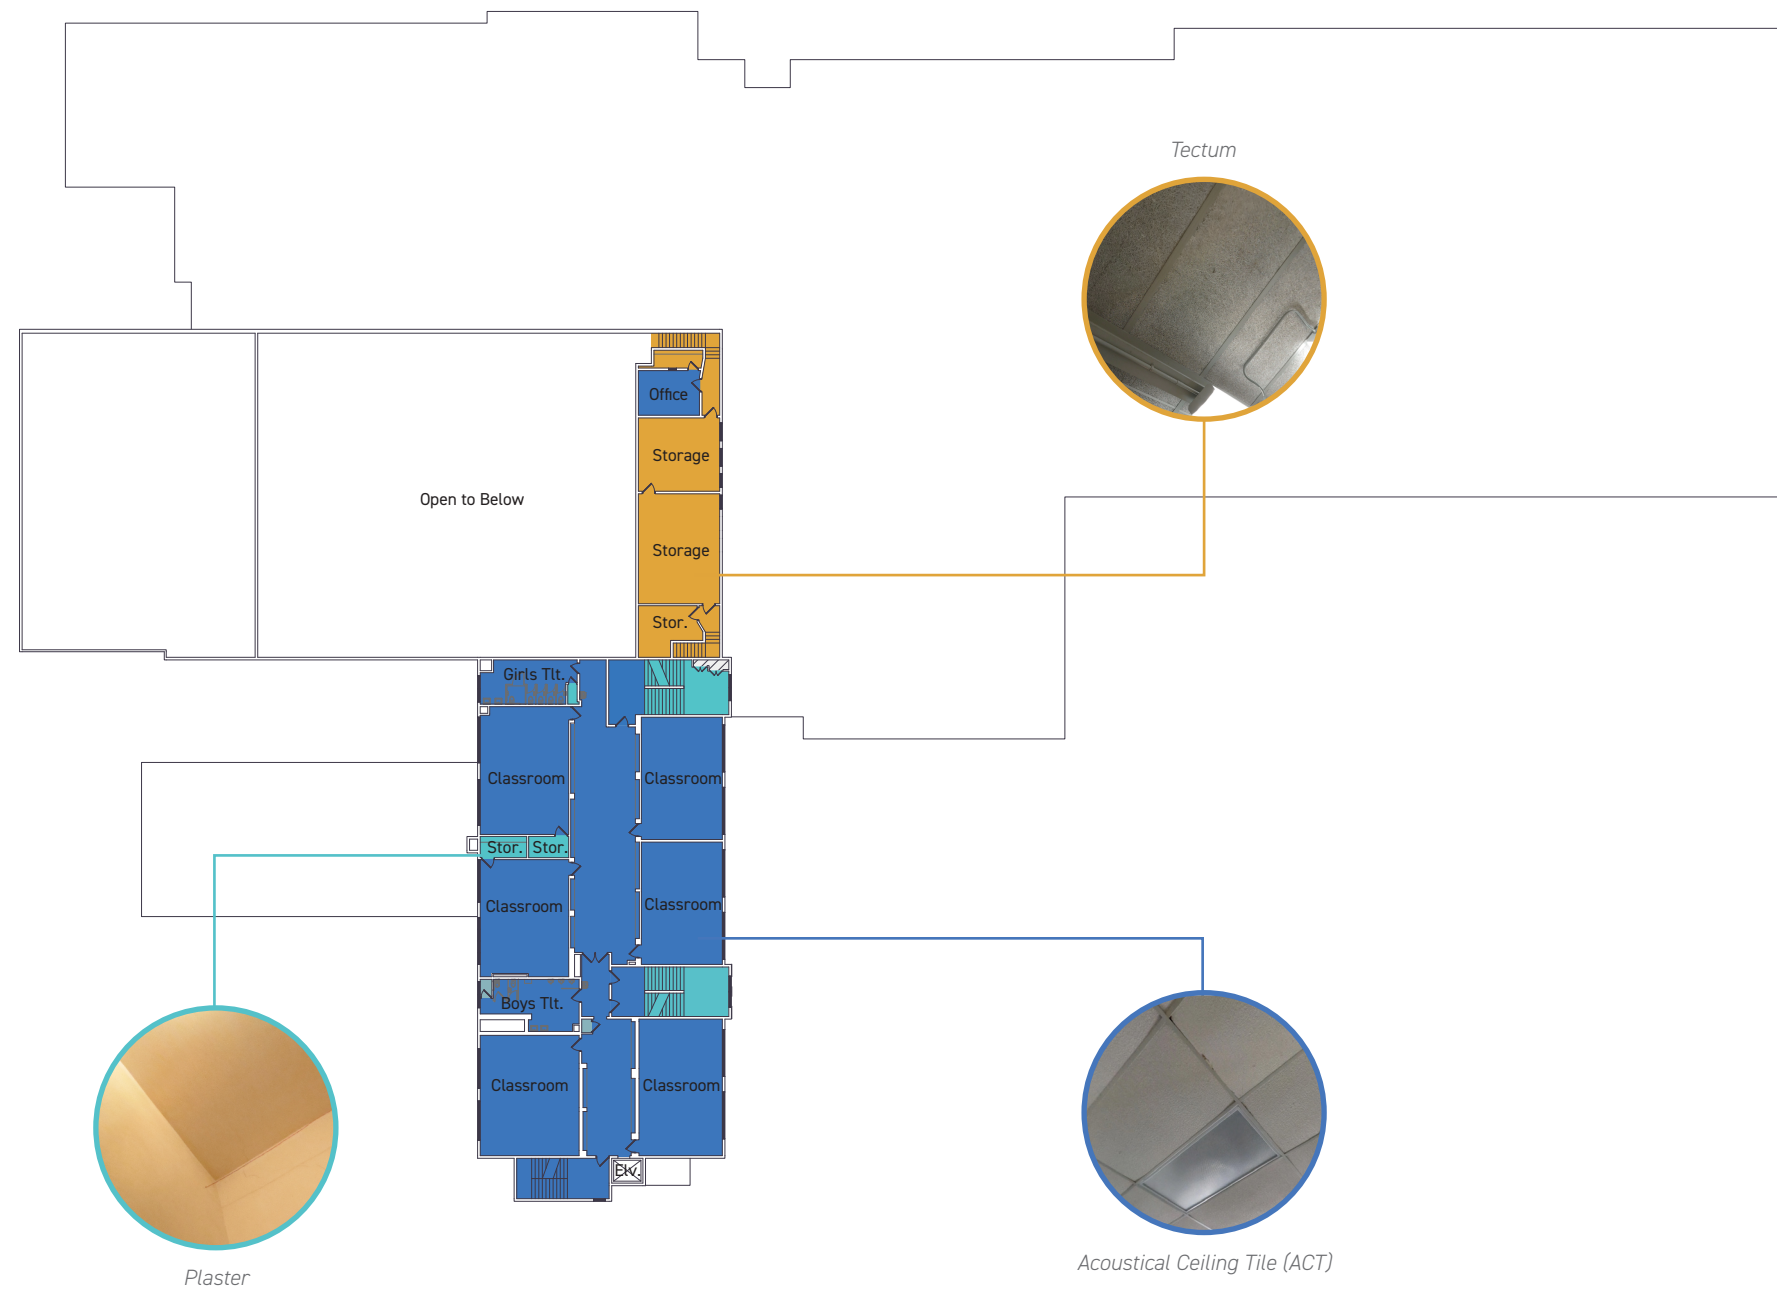 Tectum
Office
Storage
Open to Below
Storage
Stor.
Girls Tlt.
Classroom
Classroom
Stor.
Stor.
Classroom
Classroom
Boys Tlt.
Classroom
Classroom
Elv.
Acoustical Ceiling Tile (ACT)
Plaster